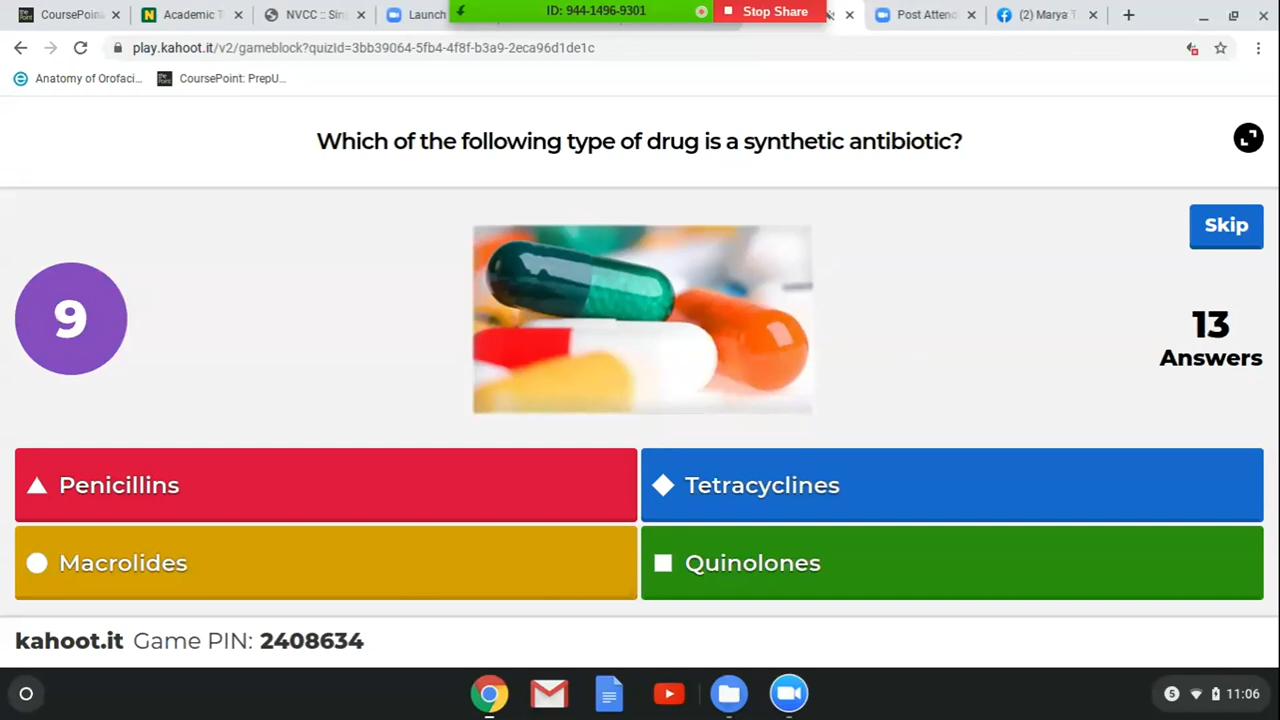 CoursePoin
Academic T
NVCC :: Sin
Launch
ID: 944-1496-9301
Stop Share
Post Atteno
(2) Marya T
play.kahoot.it/v2/gameblock?quizId=3bb39064-5fb4-4f8f-b3a9-2eca96d1de1c
Anatomy of Orofaci...
CoursePoint: PrepU...
Which of the following type of drug is a synthetic antibiotic?
Skip
9
13
Answers
Penicillins
Tetracyclines
Macrolides
Quinolones
kahoot.it Game PIN: 2408634
S
11:06